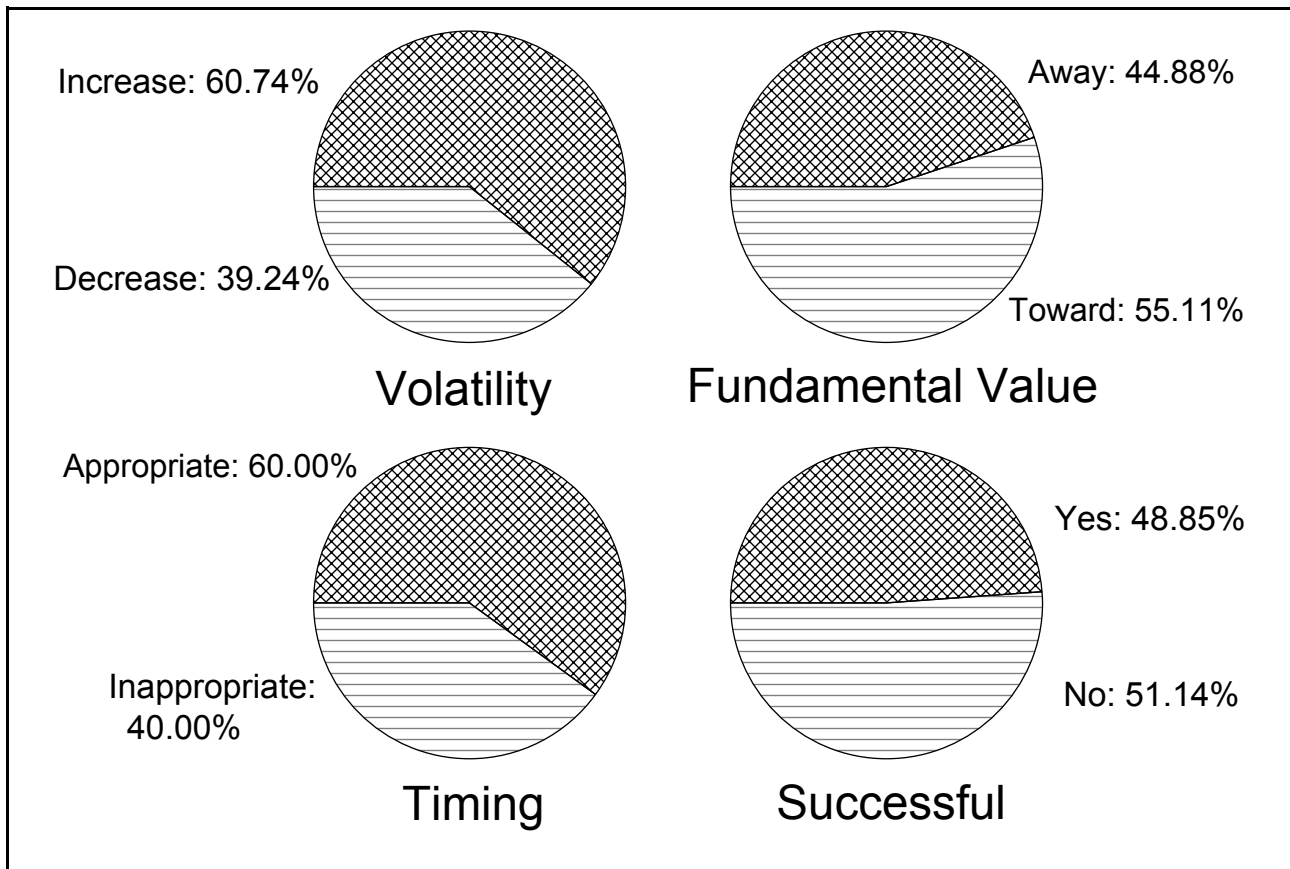 Increase: 60.74%
Decrease: 39.24%
Volatility
Away: 44.88%
Toward: 55.11%
Fundamental Value
Appropriate: 60.00%
Inappropriate:
40.00%
Timing
Yes: 48.85%
No: 51.14%
Successful